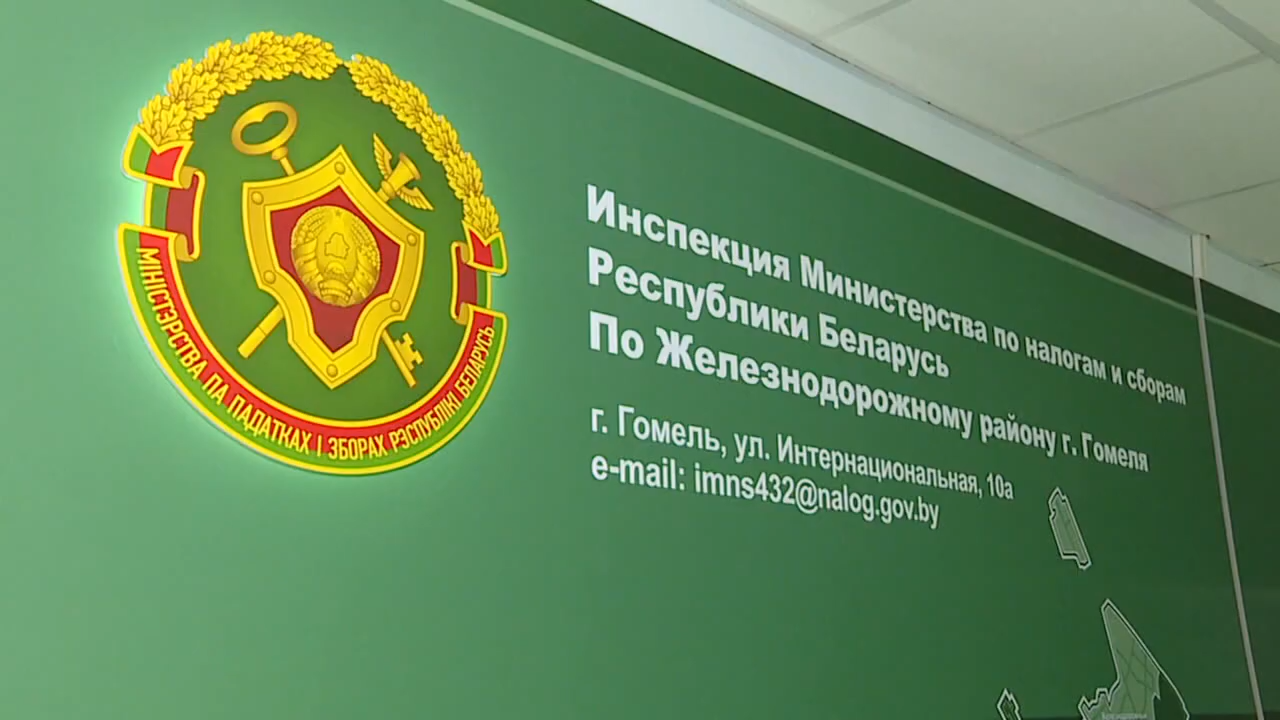 МІНІСТЭРСТВА ПА ПАДАТКАХ І ЗБОРАХ РЭСПУБЛІКІ БЕЛАРУСЬ
Инспекция Министерства по налогам и сборам
Республики Беларусь
По Железнодорожному району г. Гомеля
г. Гомель, ул. Интернациональная, 10а
e-mail: imns432@nalog.gov.by